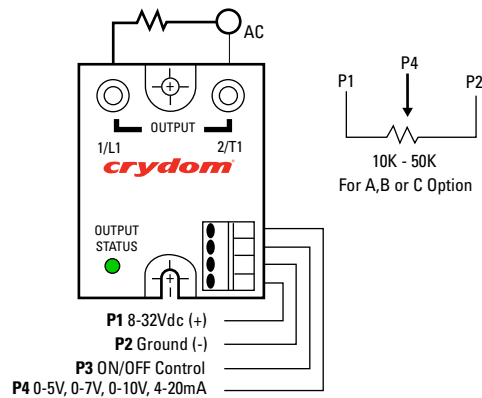 AC
OUTPUT
1/L1
2/T1
crydom
OUTPUT
STATUS
P1 8-32Vdc (+)
P2 Ground (-)
P3 ON/OFF Control
P4 0-5V, 0-7V, 0-10V, 4-20mA
P4
P1
P2
10K - 50K
For A,B or C Option